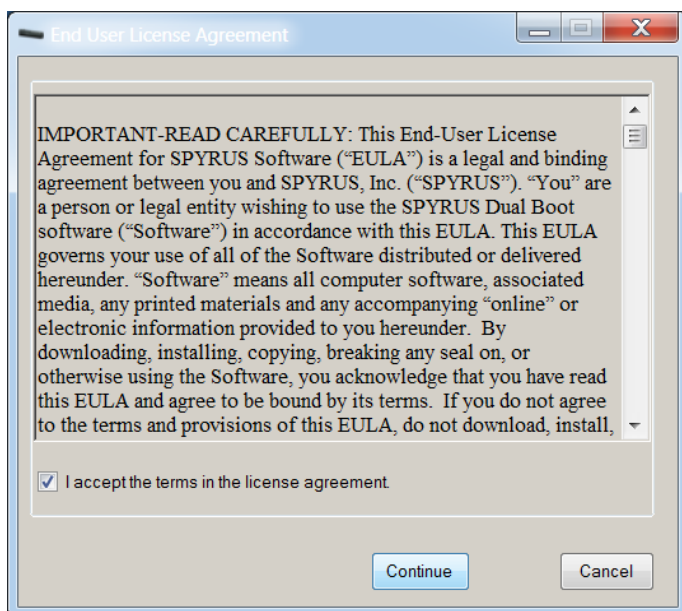 End User License Agreement
IMPORTANT-READ CAREFULLY: This End-User License
Agreement for SPYRUS Software (“EULA”) is a legal and binding
agreement between you and SPYRUS, Inc. (“SPYRUS”). “You” are
a person or legal entity wishing to use the SPYRUS Dual Boot
software (“Software”) in accordance with this EULA. This EULA
governs your use of all of the Software distributed or delivered
hereunder. “Software” means all computer software, associated
media, any printed materials and any accompanying “online” or
electronic information provided to you hereunder.  By
downloading, installing, copying, breaking any seal on, or
otherwise using the Software, you acknowledge that you have read
this EULA and agree to be bound by its terms.  If you do not agree
to the terms and provisions of this EULA, do not download, install,
I accept the terms in the license agreement.
Continue
Cancel